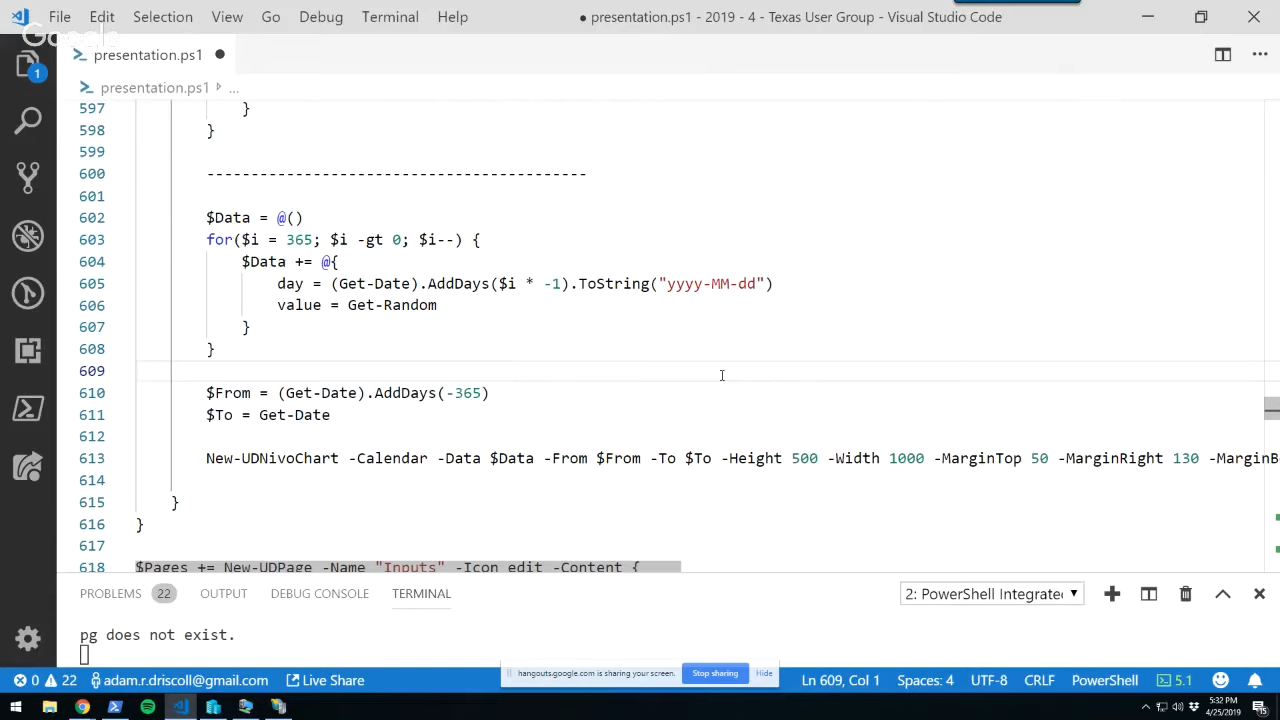 File Edit Selection View Go Debug Terminal Help
● presentation.ps1 - 2019 - 4 - Texas User Group - Visual Studio Code
Google
presentation.ps1 ●
1
presentation.ps1 ...
597 }
598 }
599
600 -------------------------------------------
601
602 $Data = @()
603 for($i = 365; $i -gt 0; $i--) {
604 $Data += @{
605 day = (Get-Date).AddDays($i * -1).ToString("yyyy-MM-dd")
606 value = Get-Random
607 }
608 }
609
610 $From = (Get-Date).AddDays(-365)
611 $To = Get-Date
612
613 New-UDNivoChart -Calendar -Data $Data -From $From -To $To -Height 500 -Width 1000 -MarginTop 50 -MarginRight 130 -MarginB
614
615 }
616 }
617
618 $Pages += New-UDPage -Name "Inputs" -Icon edit -Content {
PROBLEMS 22 OUTPUT DEBUG CONSOLE TERMINAL 2: PowerShell Integrated
pg does not exist.
hangouts.google.com is sharing your screen. Stop sharing Hide
0 22 adam.r.driscoll@gmail.com Live Share Ln 609, Col 1 Spaces: 4 UTF-8 CRLF PowerShell 5.1
5:32 PM
4/25/2019
15